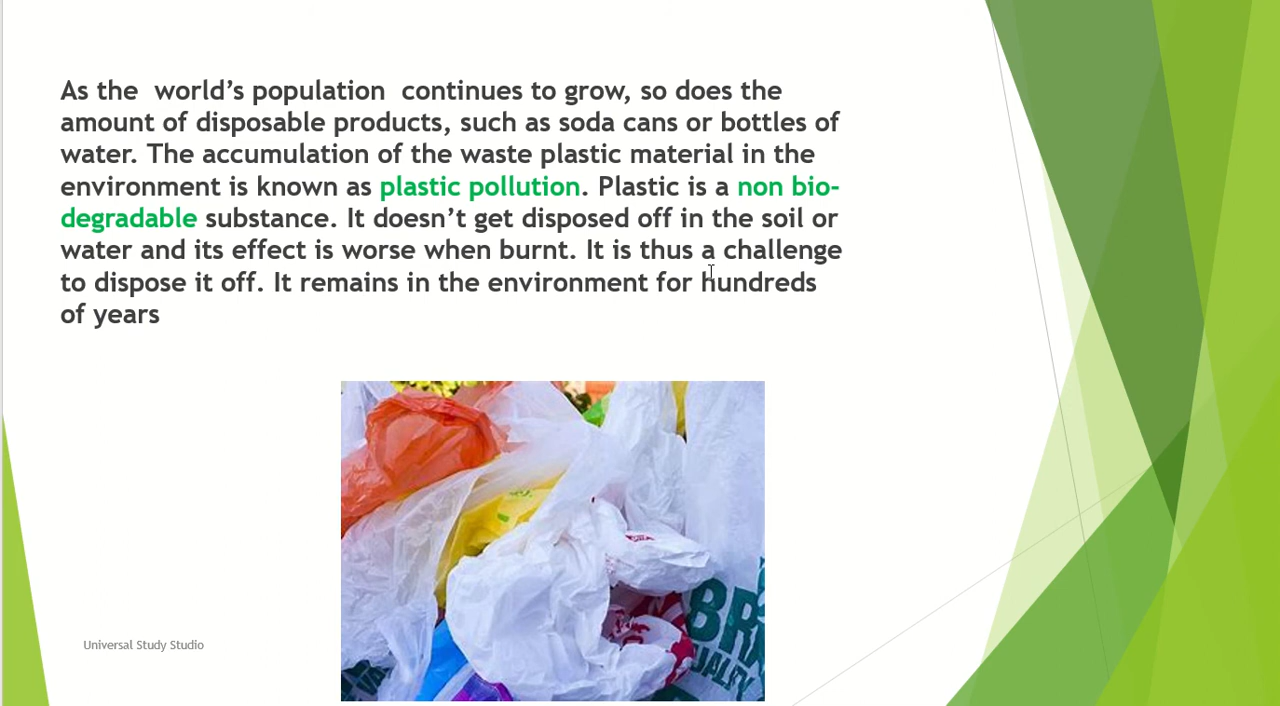 As the  world’s population  continues to grow, so does the
amount of disposable products, such as soda cans or bottles of
water. The accumulation of the waste plastic material in the
environment is known as plastic pollution. Plastic is a non bio-
degradable substance. It doesn’t get disposed off in the soil or
water and its effect is worse when burnt. It is thus a challenge
to dispose it off. It remains in the environment for hundreds
of years
Universal Study Studio